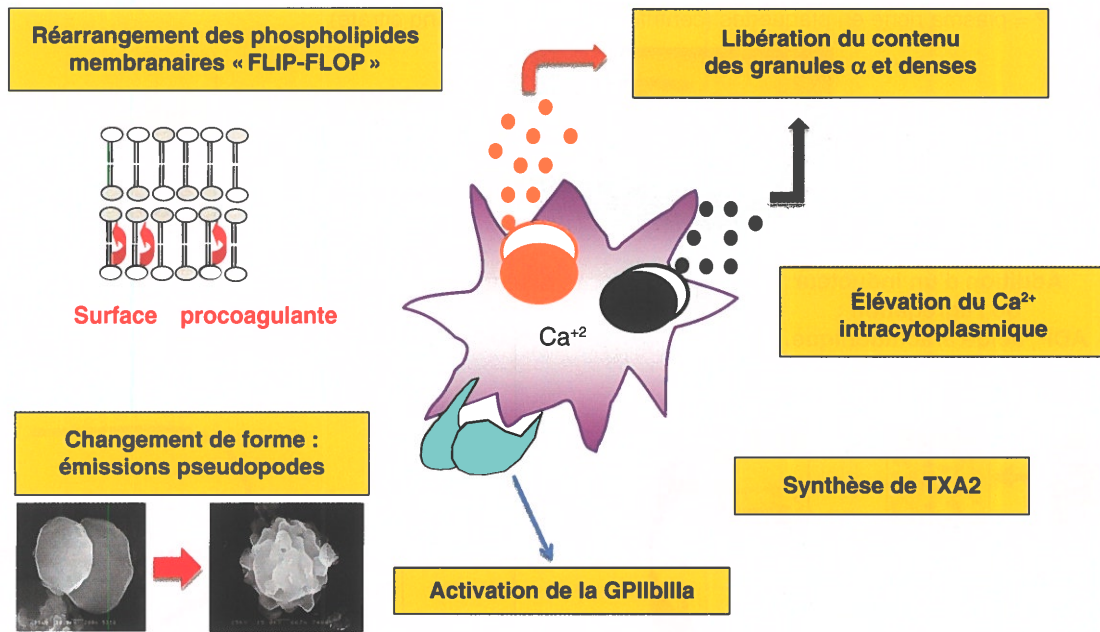 Réarrangement des phospholipides
membranaires « FLIP-FLOP »
Libération du contenu
des granules α et denses
Surface procoagulante
Élévation du Ca²⁺
intracytoplasmique
Ca⁺²
Changement de forme :
émissions pseudopodes
Synthèse de TXA2
Activation de la GPIIbIIIa